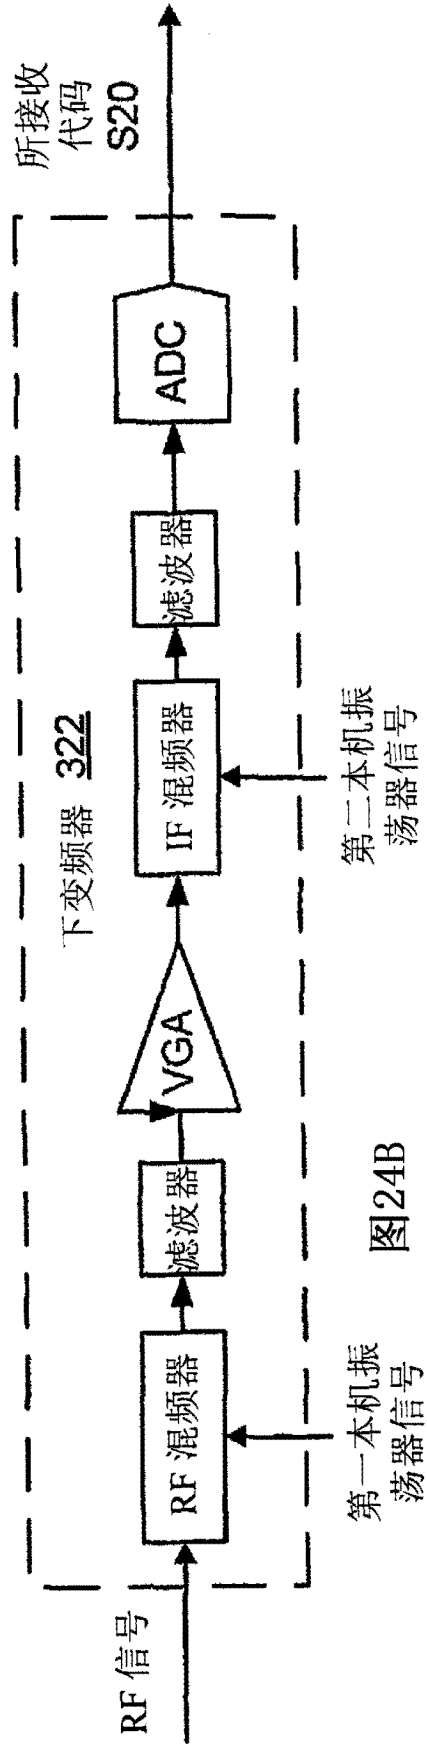 下变频器 322
RF 信号
RF 混频器
滤波器
VGA
IF 混频器
滤波器
ADC
所接收
代码
S20
第一本机振
荡器信号
第二本机振
荡器信号
图24B